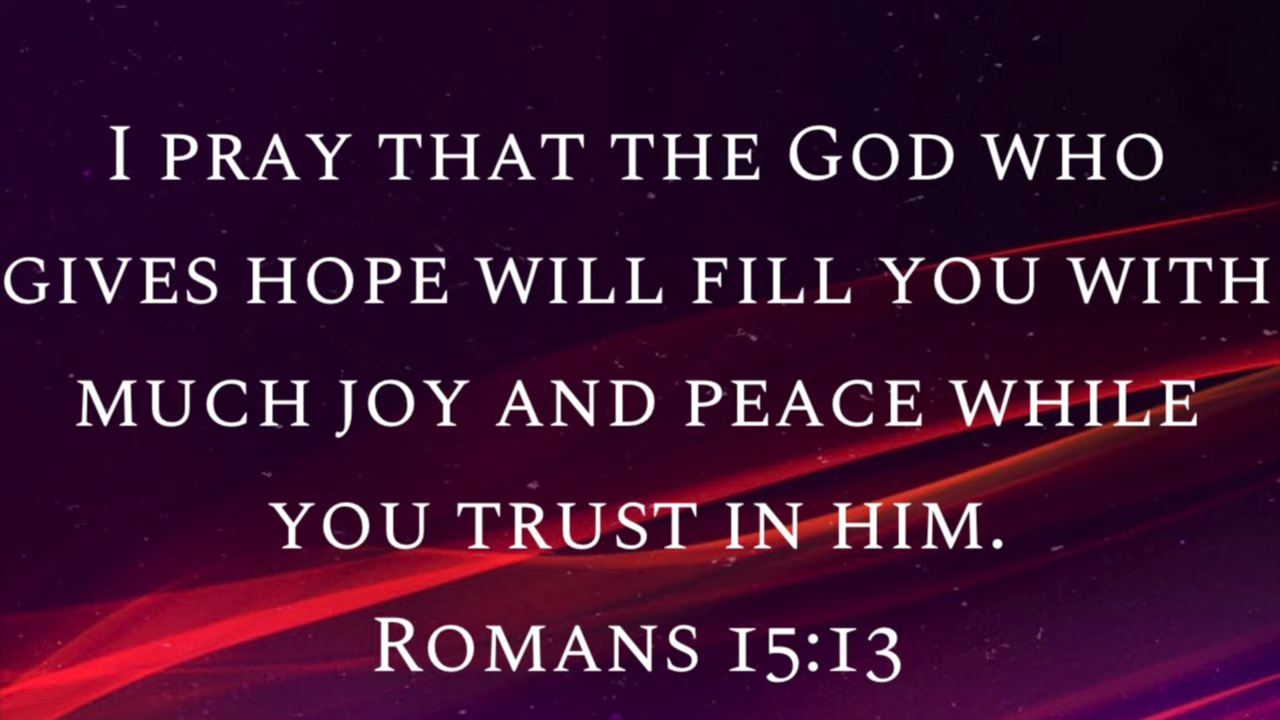 I pray that the God who
gives hope will fill you with
much joy and peace while
you trust in him.
Romans 15:13